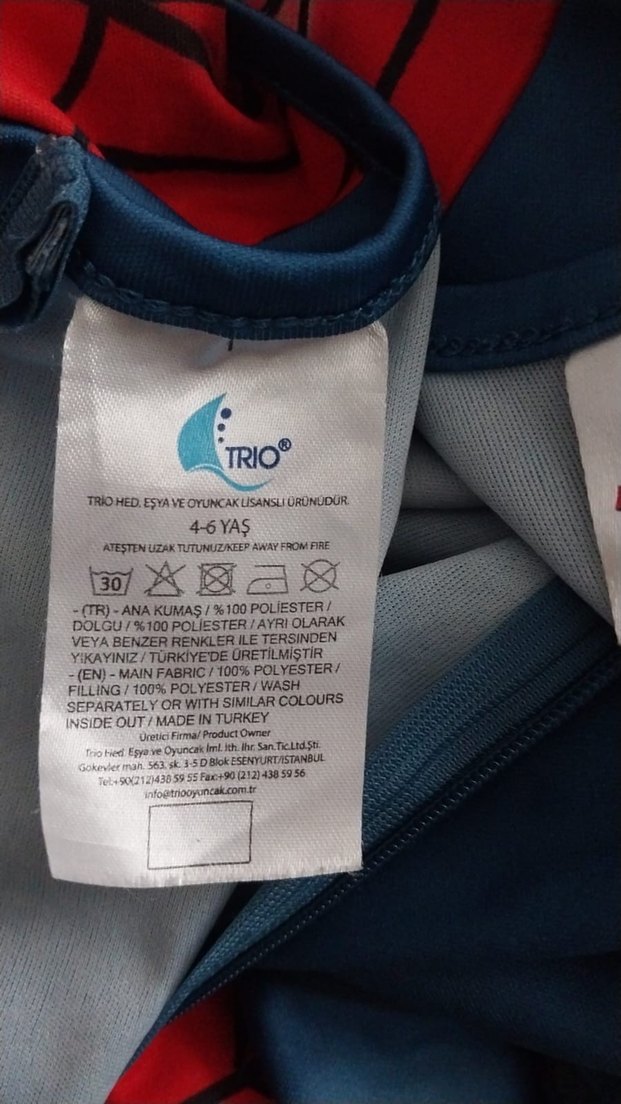 TRIO®
TRİO HED. EŞYA VE OYUNCAK LİSANSLI ÜRÜNÜDÜR.
4-6 YAŞ
ATEŞTEN UZAK TUTUNUZ/KEEP AWAY FROM FIRE
30
- (TR) - ANA KUMAŞ / %100 POLİESTER /
DOLGU / %100 POLİESTER / AYRI OLARAK
VEYA BENZER RENKLER ILE TERSINDEN
YIKAYINIZ / TÜRKİYE'DE ÜRETİLMİŞTİR
- (EN) - MAIN FABRIC / 100% POLYESTER /
FILLING / 100% POLYESTER / WASH
SEPARATELY OR WITH SIMILAR COLOURS
INSIDE OUT / MADE IN TURKEY
Üretici Firma/ Product Owner
Trio Hed. Eşya ve Oyuncak İml. İth. İhr. San.Tic.Ltd.Şti.
Gökevler mah. 563. sk. 3-5 D Blok ESENYURT/İSTANBUL
Tel:+90(212)438 59 55 Fax:+90 (212) 438 59 56
info@triooyuncak.com.tr